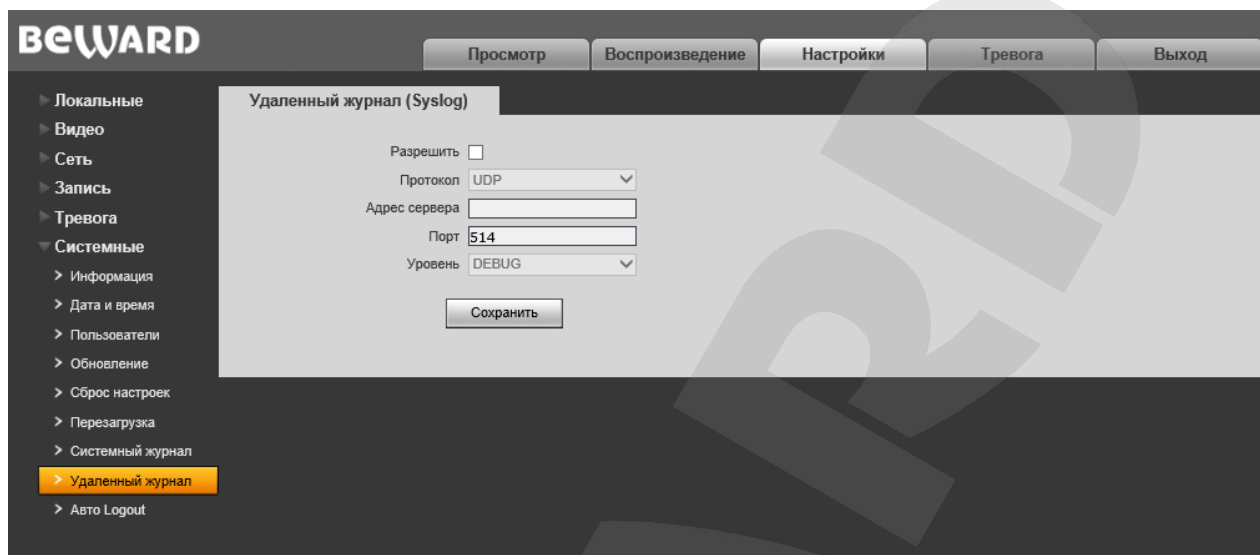 BEWARD
Просмотр Воспроизведение Настройки Тревога Выход
Локальные
Видео
Сеть
Запись
Тревога
Системные
Информация
Дата и время
Пользователи
Обновление
Сброс настроек
Перезагрузка
Системный журнал
Удаленный журнал
Авто Logout
Удаленный журнал (Syslog)
Разрешить
Протокол UDP
Адрес сервера
Порт 514
Уровень DEBUG
Сохранить